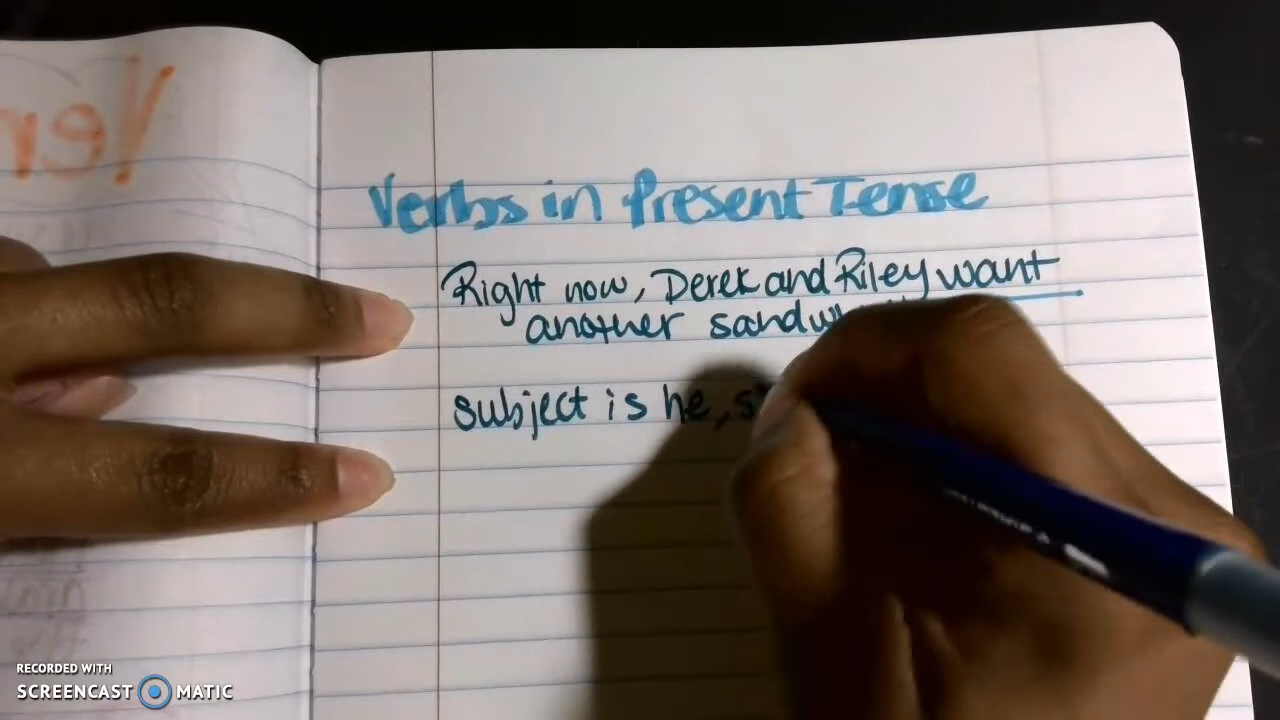 Verbs in Present Tense
Right now, Derek and Riley want
another
subject is he,
RECORDED WITH
SCREENCAST MATIC